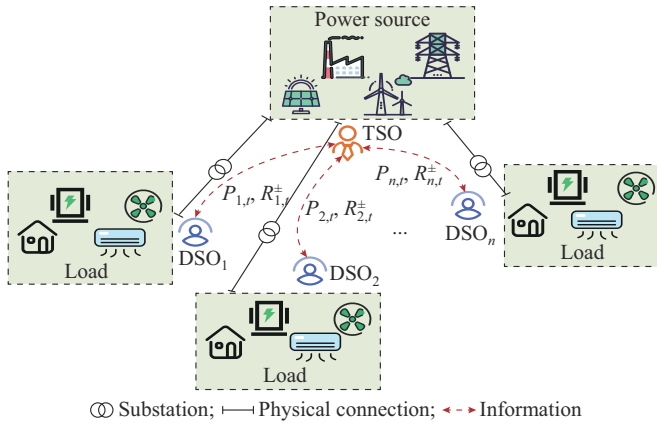 Power source
TSO
P1,t, R±1,t
P2,t, R±2,t
Pn,t, R±n,t
...
DSO1
DSO2
DSOn
Load
Load
Load
Substation; Physical connection; Information